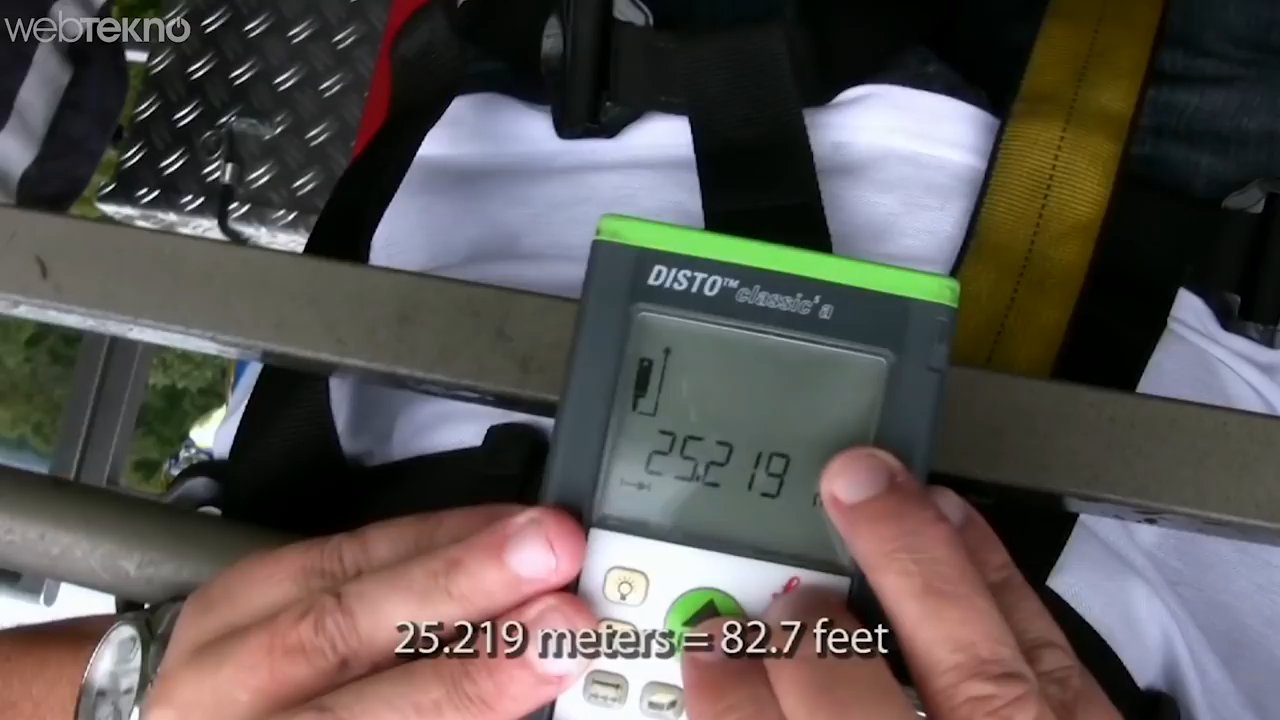 webTEKNO
DISTO™ classic⁵ a
25.219
25.219 meters = 82.7 feet